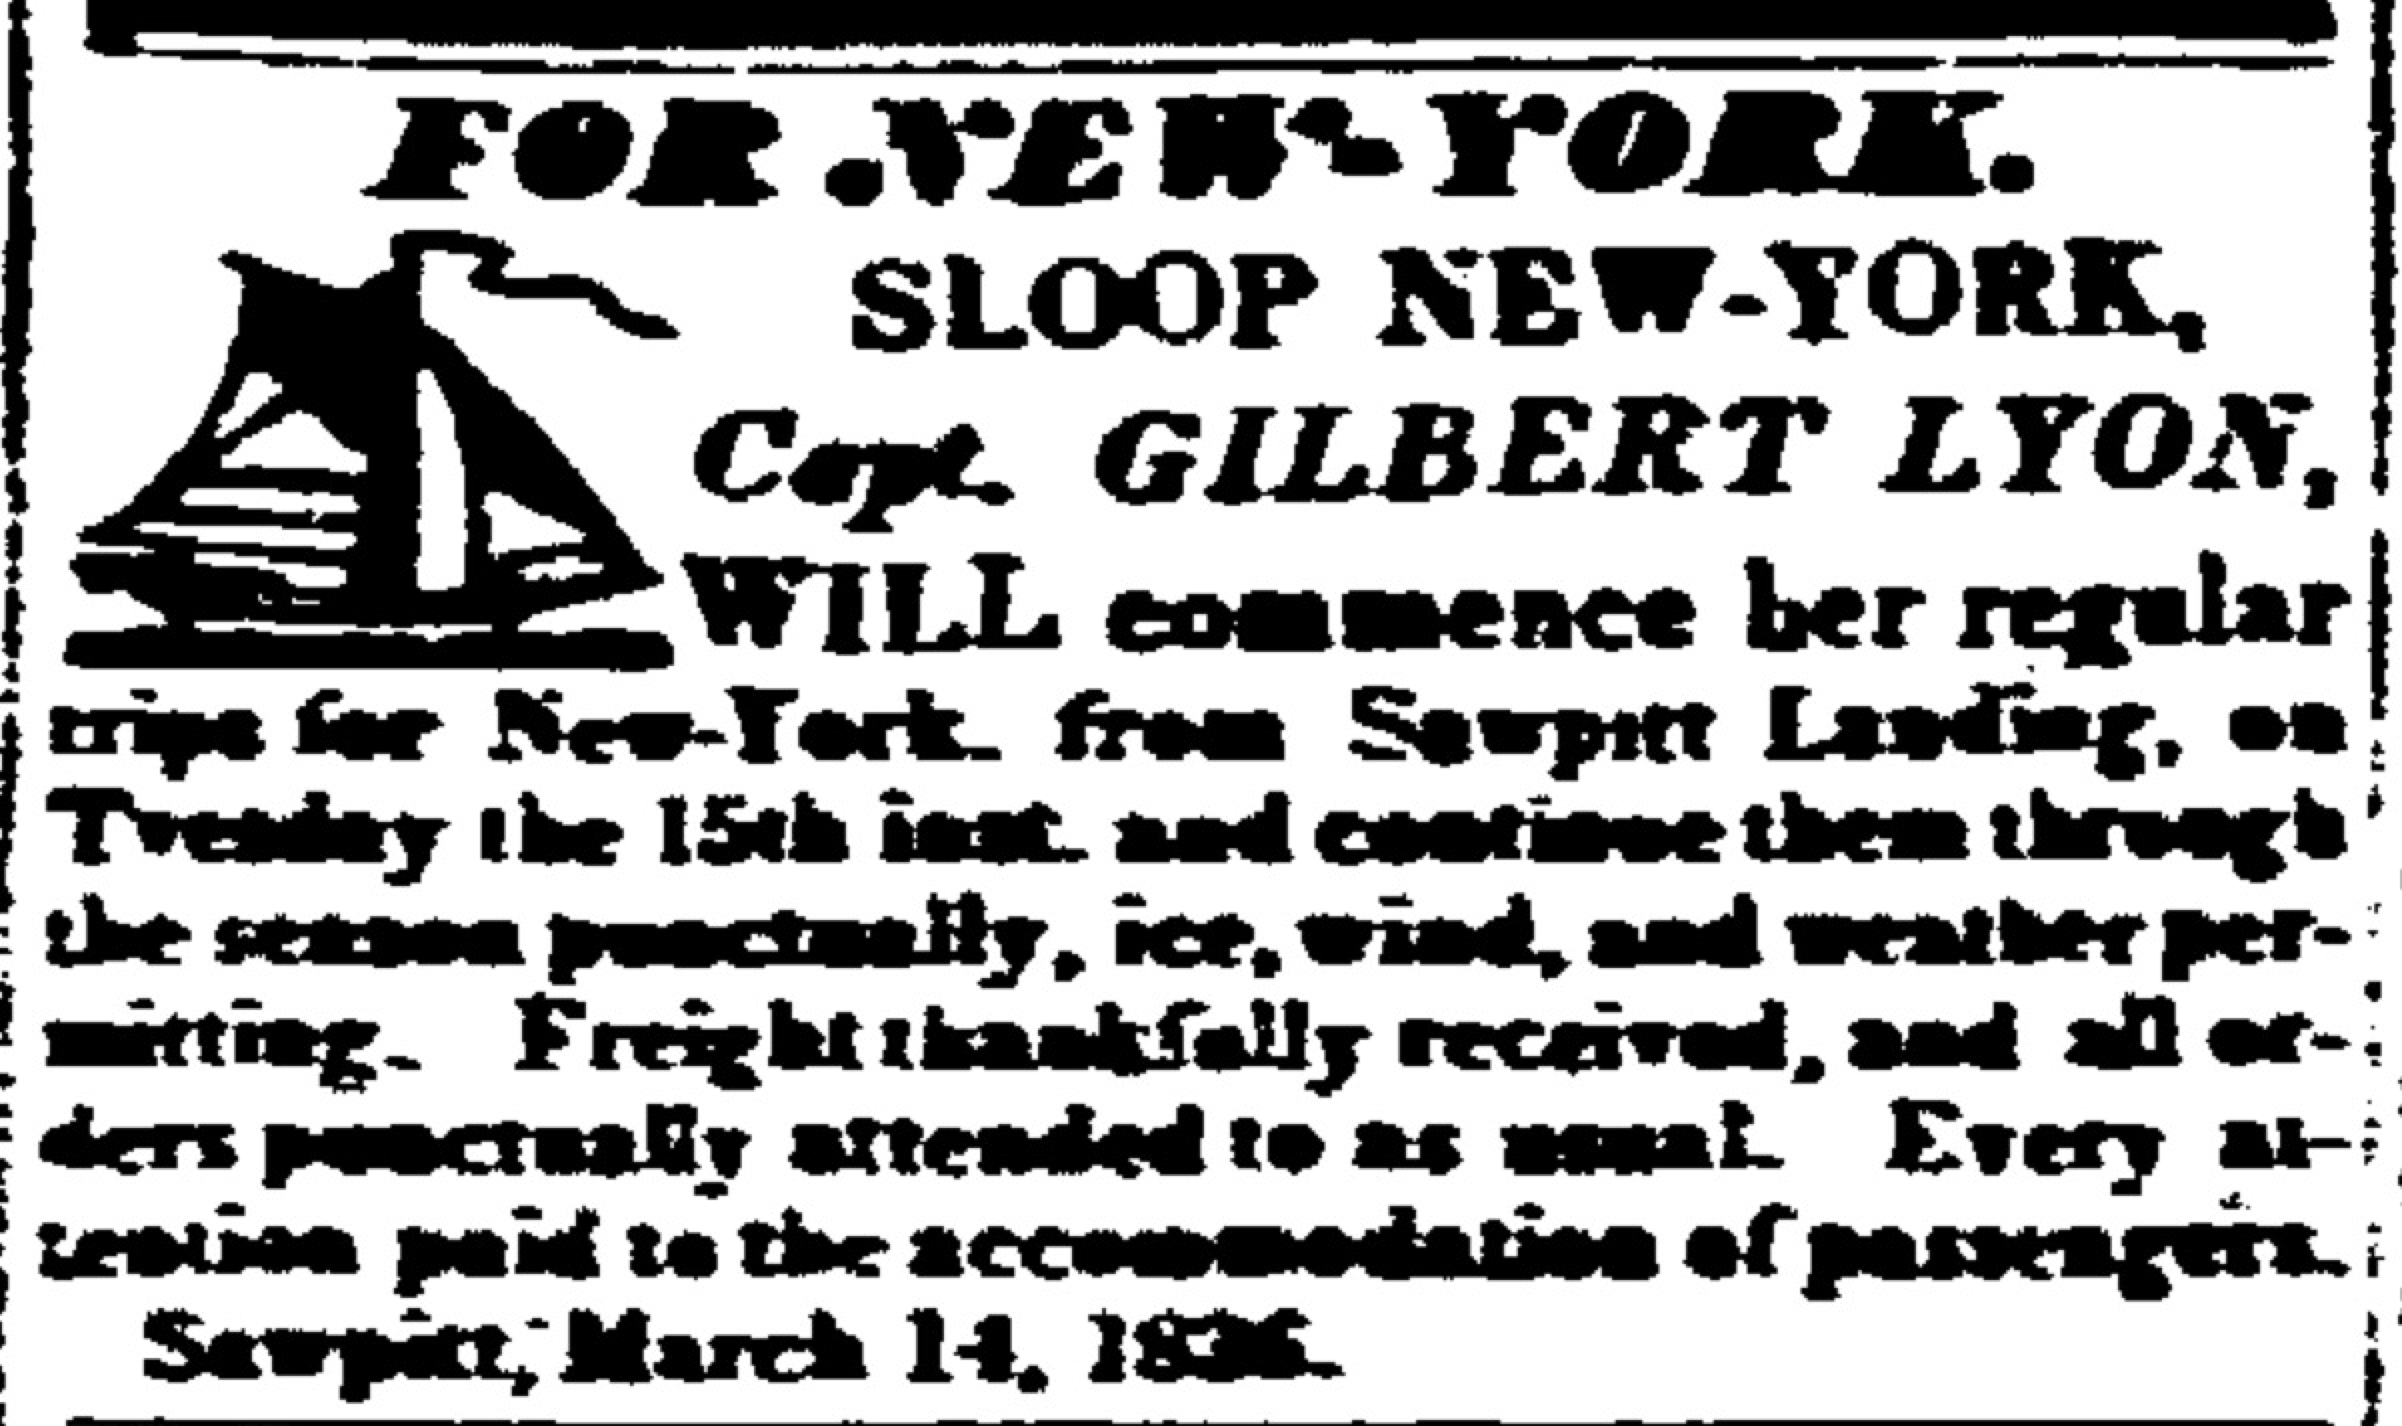 FOR NEW-YORK.
SLOOP NEW-YORK,
Capt. GILBERT LYON,
WILL commence her regular
trips for New-York from Sawpitt Landing, on
Tuesday the 15th inst. and continue them through
the season punctually, ice, wind, and weather per-
mitting. Freight thankfully received, and all or-
ders punctually attended to as usual. Every at-
tention paid to the accommodation of passengers.
Sawpitt, March 14,